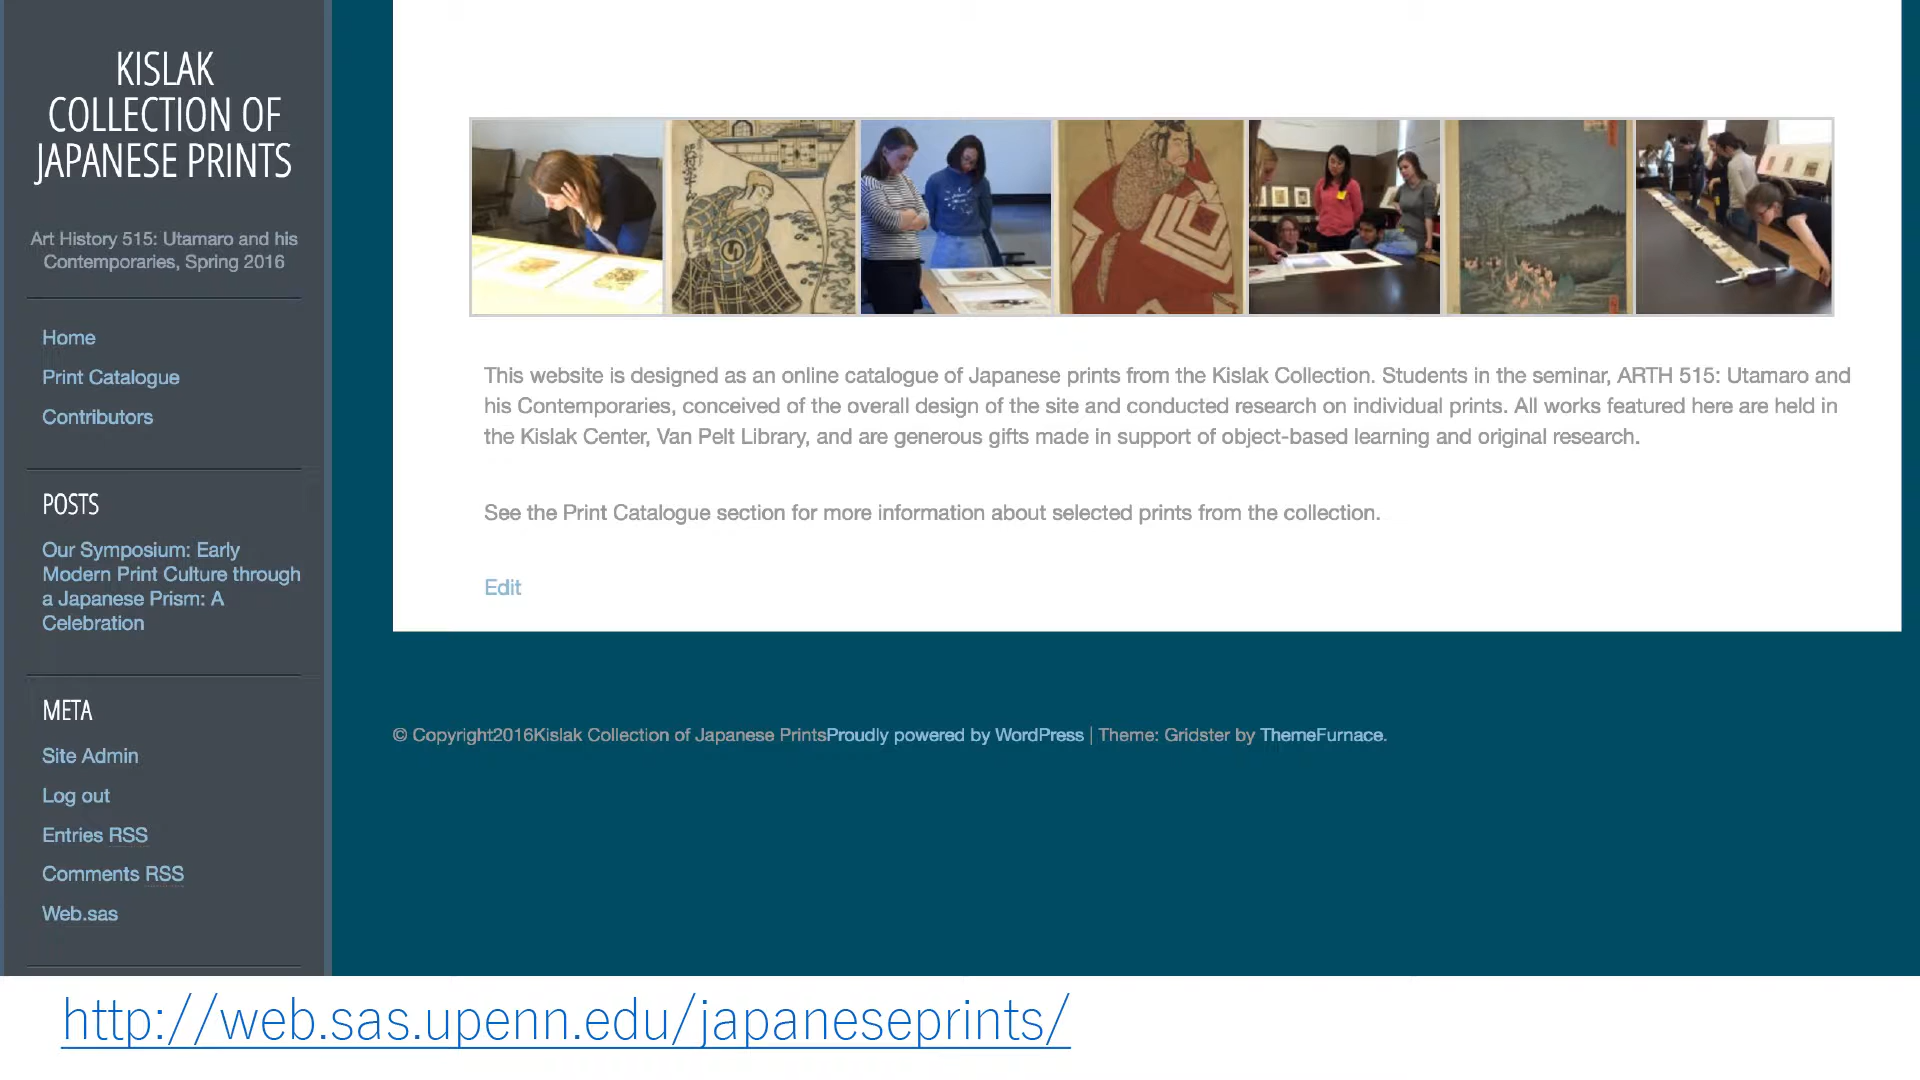 KISLAK
COLLECTION OF
JAPANESE PRINTS
Art History 515: Utamaro and his
Contemporaries, Spring 2016
Home
Print Catalogue
Contributors
POSTS
Our Symposium: Early
Modern Print Culture through
a Japanese Prism: A
Celebration
META
Site Admin
Log out
Entries RSS
Comments RSS
Web.sas
This website is designed as an online catalogue of Japanese prints from the Kislak Collection. Students in the seminar, ARTH 515: Utamaro and
his Contemporaries, conceived of the overall design of the site and conducted research on individual prints. All works featured here are held in
the Kislak Center, Van Pelt Library, and are generous gifts made in support of object-based learning and original research.
See the Print Catalogue section for more information about selected prints from the collection.
Edit
© Copyright2016Kislak Collection of Japanese PrintsProudly powered by WordPress | Theme: Gridster by ThemeFurnace.
http://web.sas.upenn.edu/japaneseprints/